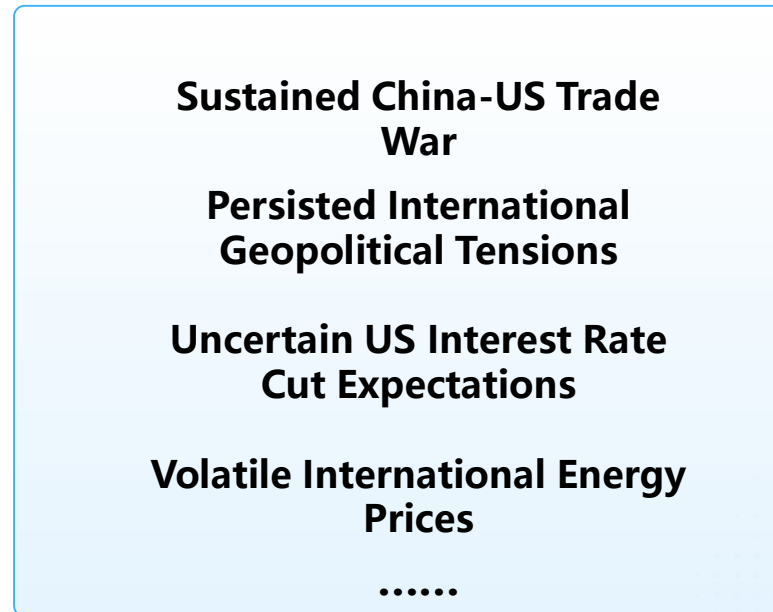 Sustained China-US Trade
War
Persisted International
Geopolitical Tensions
Uncertain US Interest Rate
Cut Expectations
Volatile International Energy
Prices
……